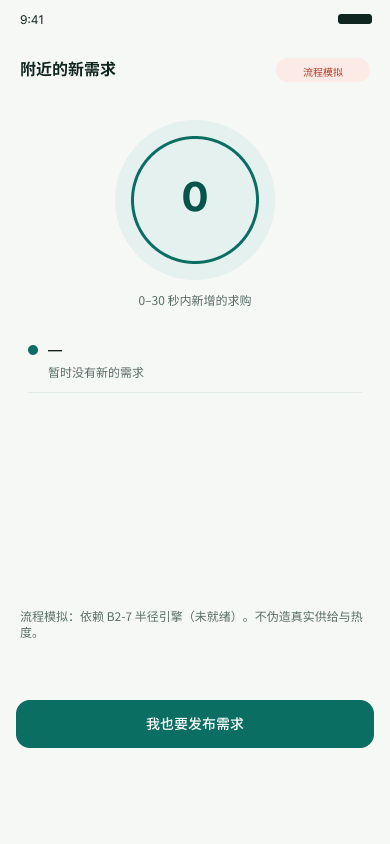 9:41
附近的新需求
流程模拟
0
0–30 秒内新增的求购
—
暂时没有新的需求
流程模拟：依赖 B2-7 半径引擎（未就绪）。不伪造真实供给与热
度。
我也要发布需求